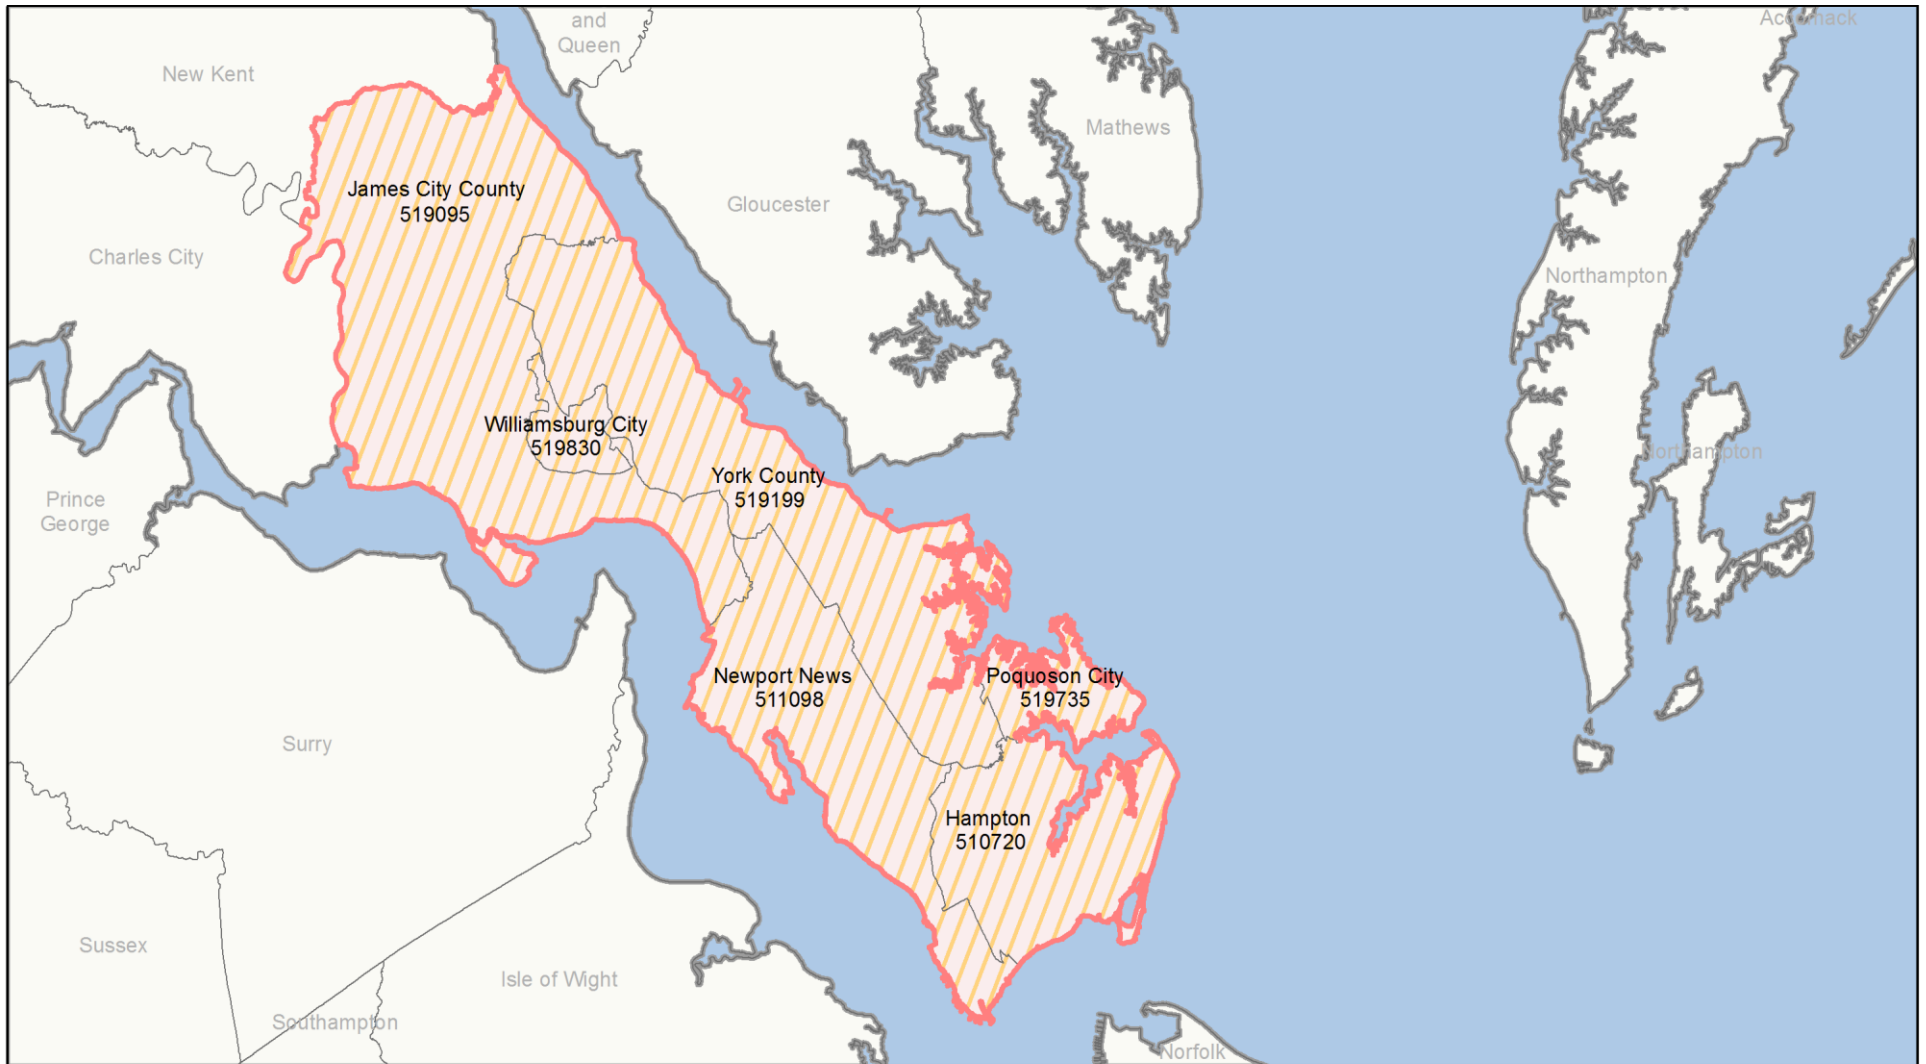 and
Queen
Accomack
New Kent
Mathews
James City County
519095
Gloucester
Charles City
Northampton
Williamsburg City
519830
Northampton
York County
519199
Prince
George
Newport News
511098
Poquoson City
519735
Surry
Hampton
510720
Sussex
Isle of Wight
Southampton
Norfolk